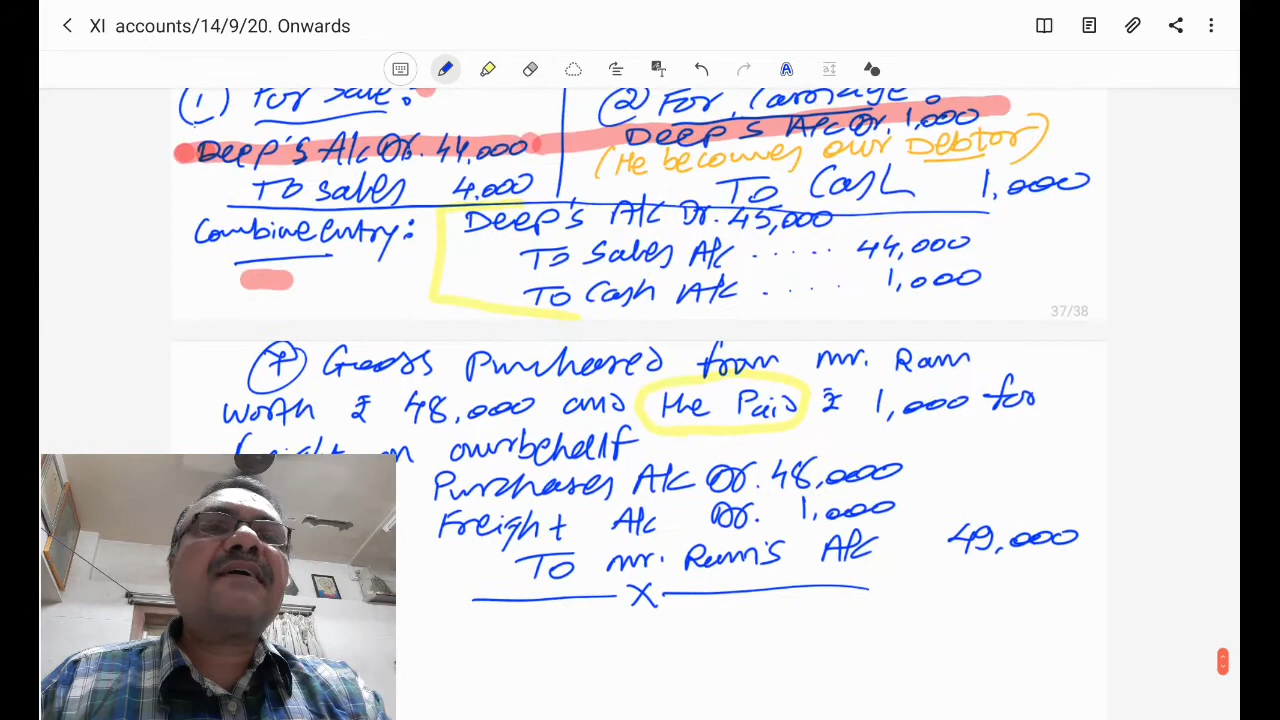 XI accounts/14/9/20. Onwards
(1) For Sale:
Deep's A/c Dr. 44,000
To Sales 4,000
(2) For Carriage:
Deep's A/c Dr. 1,000
(He becomes our Debtor)
To Cash 1,000
Combine entry:
Deep's A/c Dr. 45,000
To Sales A/c ..... 44,000
To Cash A/c ..... 1,000
37/38
Goods Purchased from Mr. Ram
worth ₹ 48,000 and He Paid ₹ 1,000 for
on our behalf
Purchases A/c Dr. 48,000
Freight A/c Dr. 1,000
To Mr. Ram's A/c 49,000
X